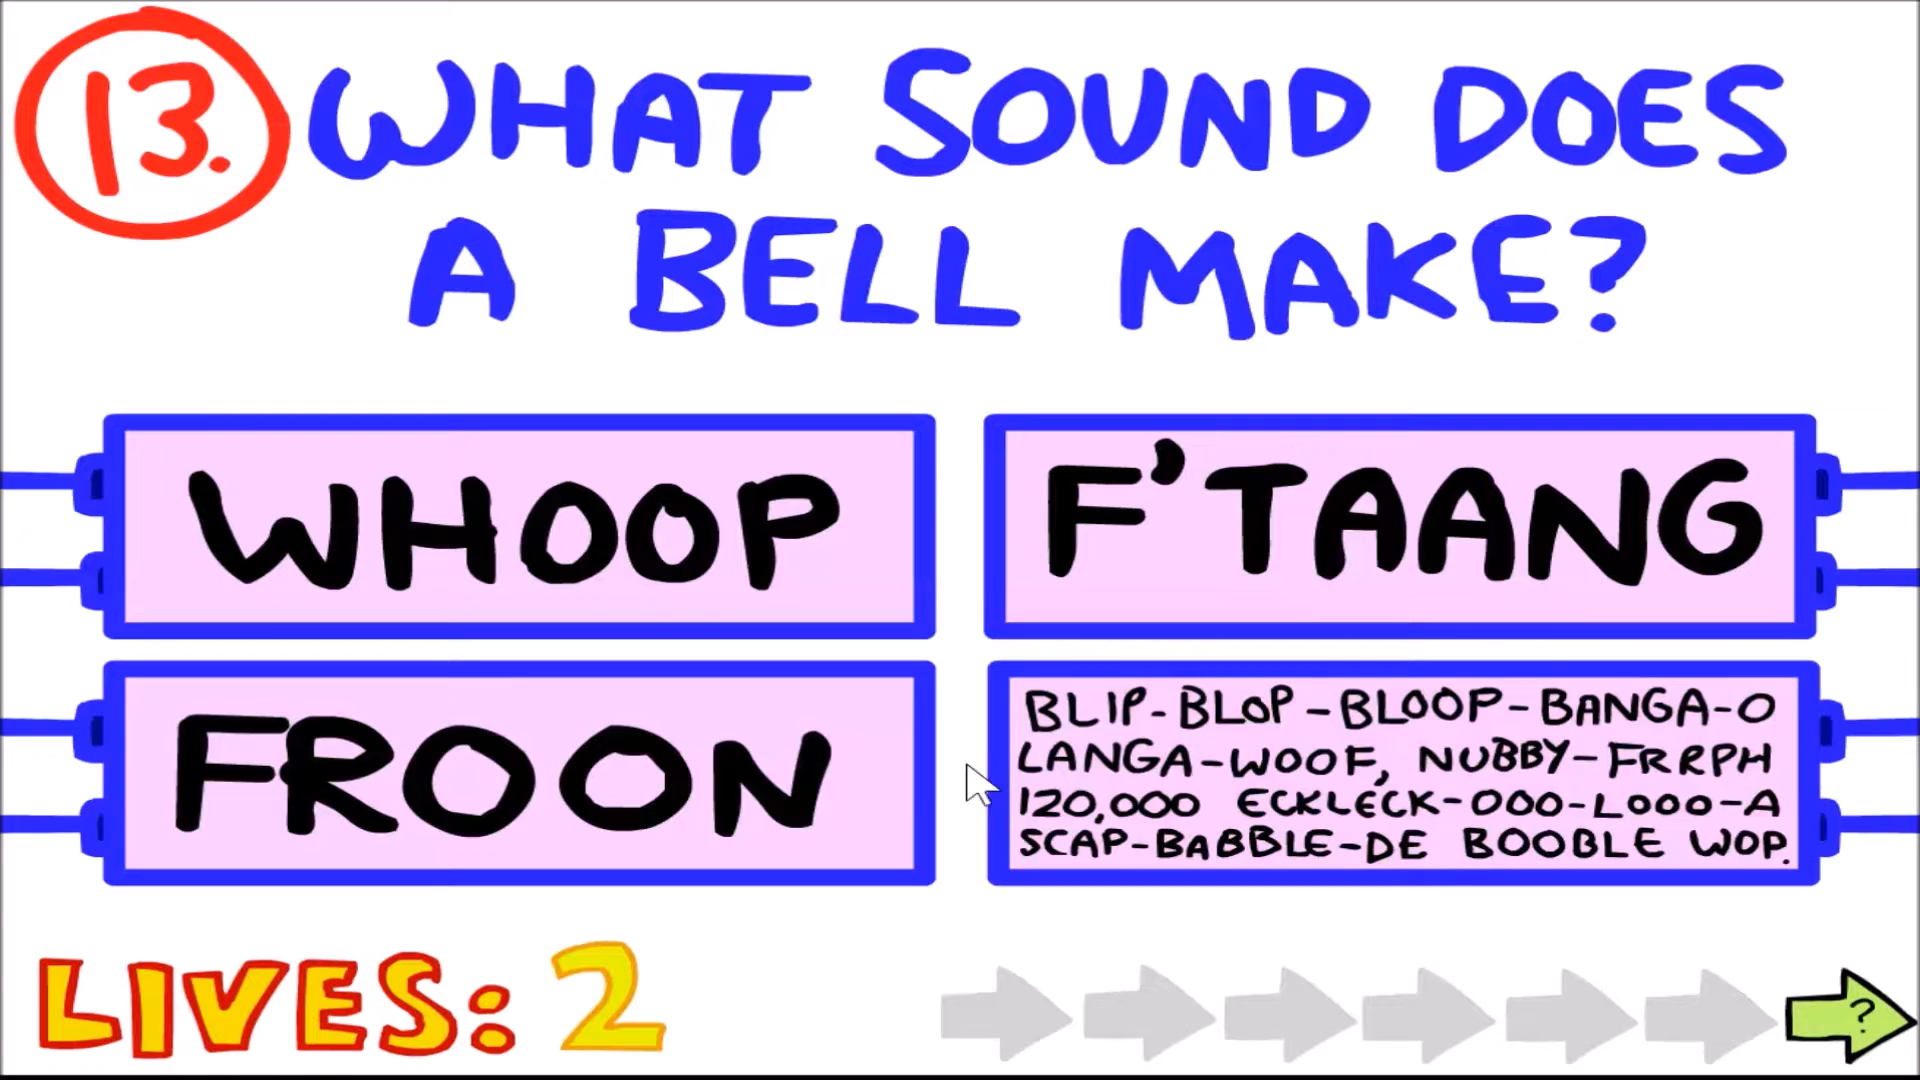 13. WHAT SOUND DOES
A BELL MAKE?
WHOOP
F'TAANG
FROON
BLIP-BLOP-BLOOP-BANGA-O
LANGA-WOOF, NUBBY-FRRPH
120,000 ECKLECK-OOO-LOOO-A
SCAP-BABBLE-DE BOOBLE WOP.
LIVES: 2
?